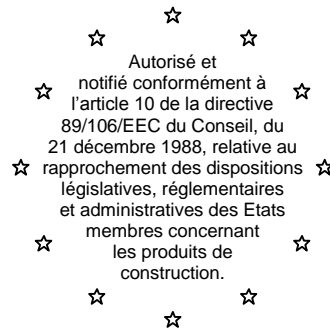 Autorisé et
notifié conformément à
l’article 10 de la directive
89/106/EEC du Conseil, du
21 décembre 1988, relative au
rapprochement des dispositions
législatives, réglementaires
et administratives des Etats
membres concernant
les produits de
construction.